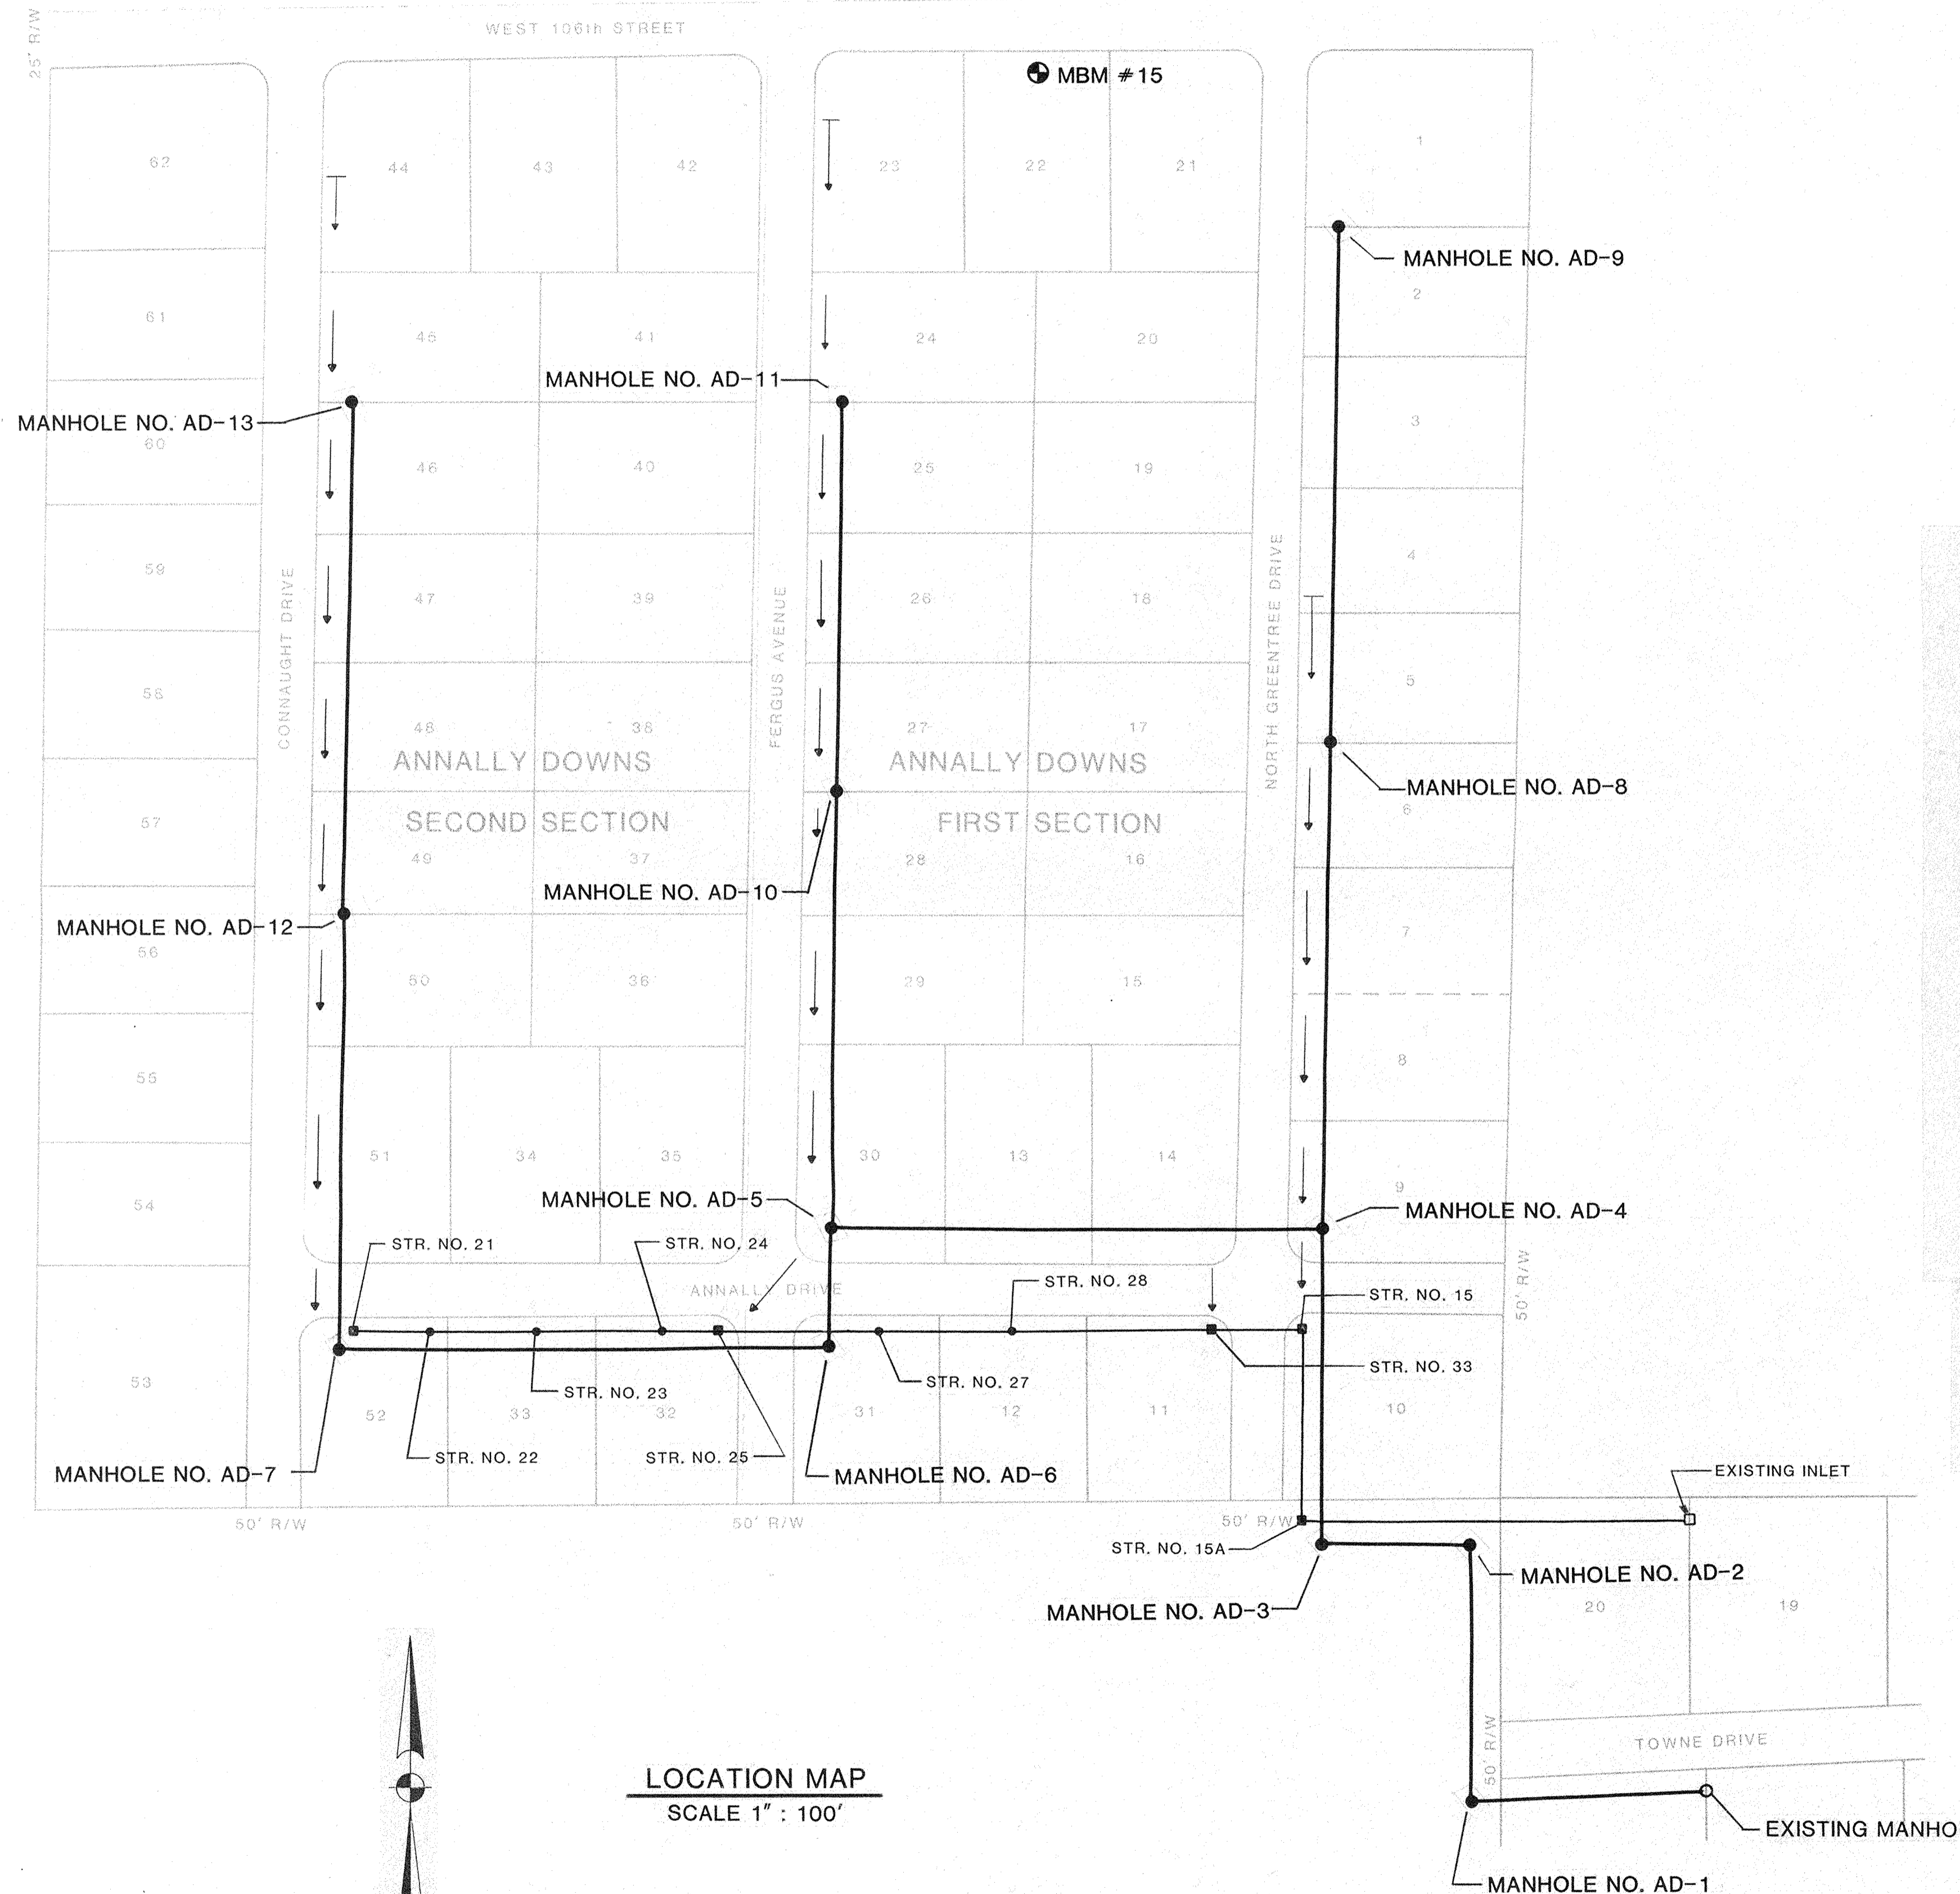 WEST 106th STREET
25' R/W
MBM #15
62
44
43
42
23
22
21
1
MANHOLE NO. AD-9
2
61
45
41
24
20
MANHOLE NO. AD-11
MANHOLE NO. AD-13
60
3
46
40
25
19
4
59
47
39
26
18
CONNAUGHT DRIVE
FERGUS AVENUE
NORTH GREENTREE DRIVE
58
5
48
38
27
17
ANNALLY DOWNS
ANNALLY DOWNS
MANHOLE NO. AD-8
6
57
SECOND SECTION
FIRST SECTION
49
37
28
16
MANHOLE NO. AD-10
MANHOLE NO. AD-12
7
56
50
36
29
15
8
55
51
34
35
30
13
14
9
54
MANHOLE NO. AD-5
MANHOLE NO. AD-4
STR. NO. 21
STR. NO. 24
STR. NO. 28
ANNALLY DRIVE
STR. NO. 15
50' R/W
STR. NO. 33
53
STR. NO. 23
STR. NO. 27
52
33
32
31
12
11
10
STR. NO. 22
STR. NO. 25
MANHOLE NO. AD-7
MANHOLE NO. AD-6
EXISTING INLET
50' R/W
50' R/W
50' R/W
STR. NO. 15A
MANHOLE NO. AD-2
MANHOLE NO. AD-3
20
19
50' R/W
TOWNE DRIVE
LOCATION MAP
SCALE 1" : 100'
EXISTING MANHO
MANHOLE NO. AD-1